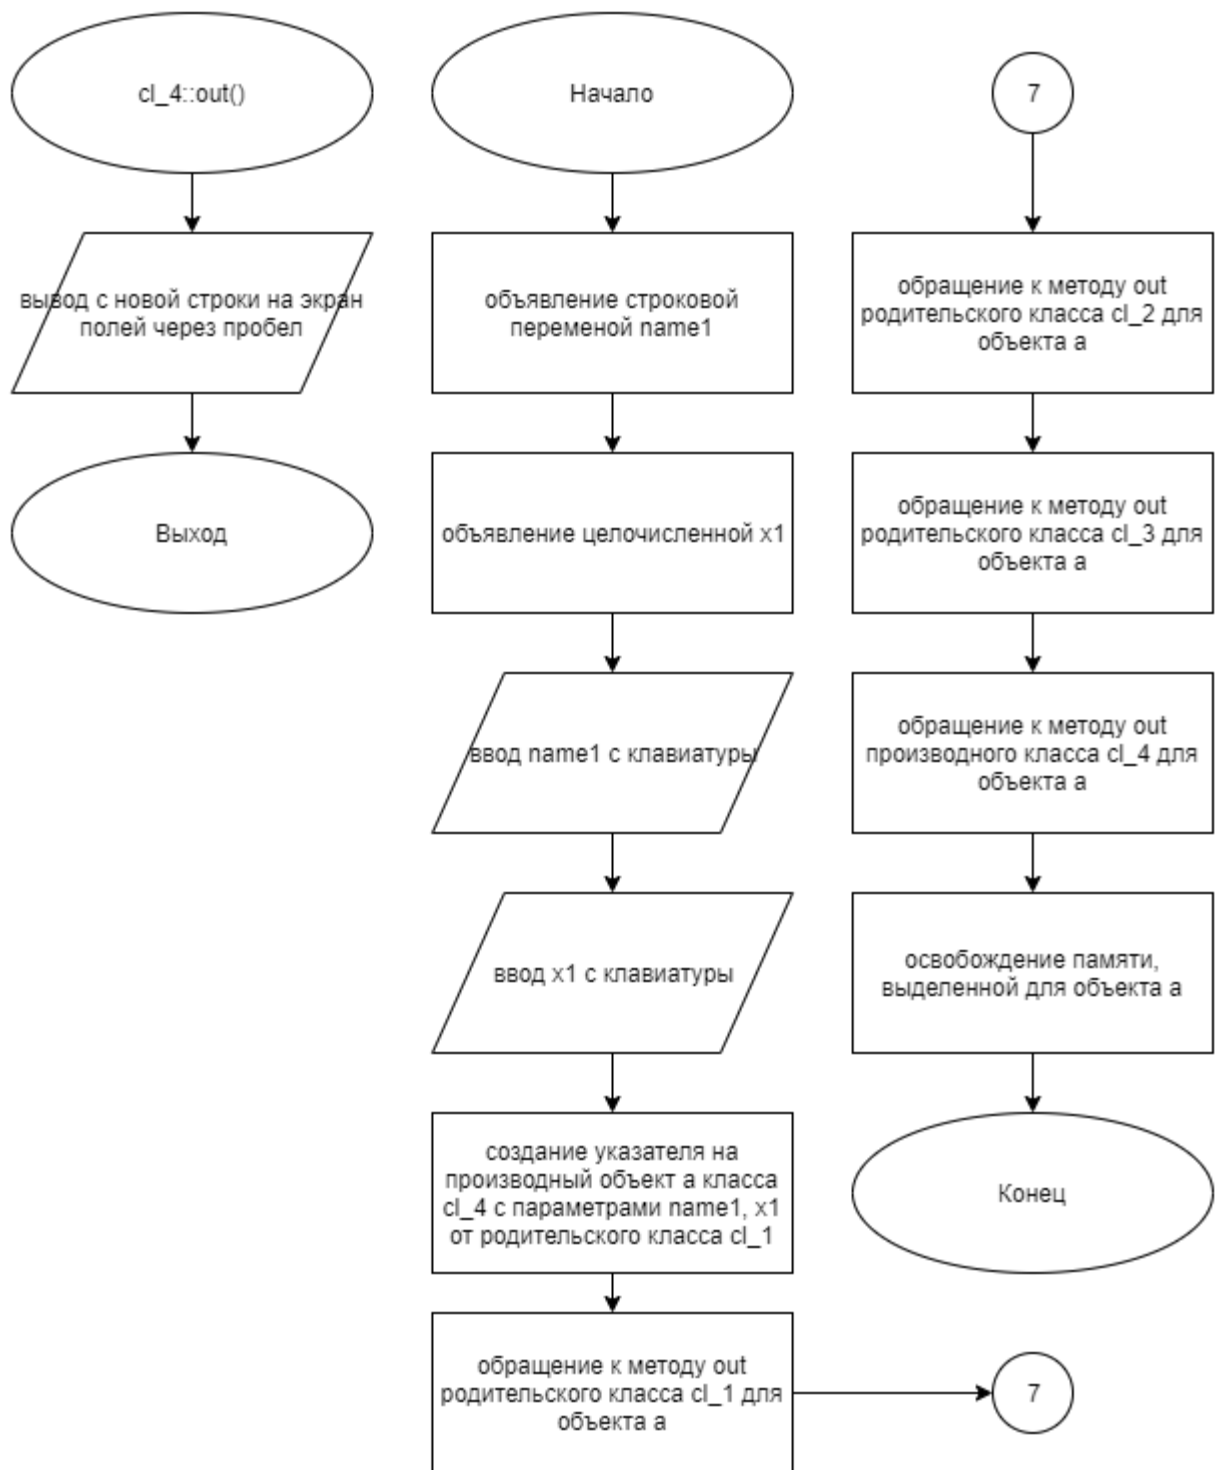 cl_4::out()
вывод с новой строки на экран
полей через пробел
Выход
Начало
объявление строковой
переменой name1
объявление целочисленной x1
ввод name1 с клавиатуры
ввод x1 с клавиатуры
создание указателя на
производный объект а класса
cl_4 с параметрами name1, x1
от родительского класса cl_1
обращение к методу out
родительского класса cl_1 для
объекта а
7
7
обращение к методу out
родительского класса cl_2 для
объекта а
обращение к методу out
родительского класса cl_3 для
объекта а
обращение к методу out
производного класса cl_4 для
объекта а
освобождение памяти,
выделенной для объекта а
Конец